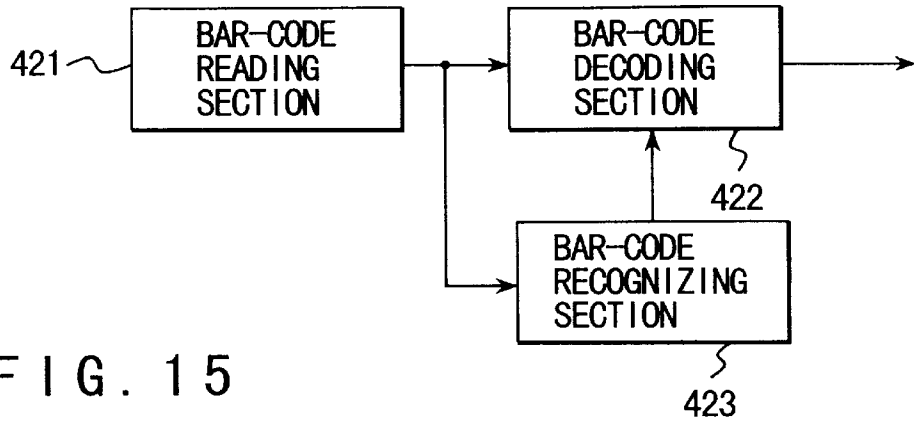 421
BAR-CODE
READING
SECTION
BAR-CODE
DECODING
SECTION
422
BAR-CODE
RECOGNIZING
SECTION
423
FIG.15